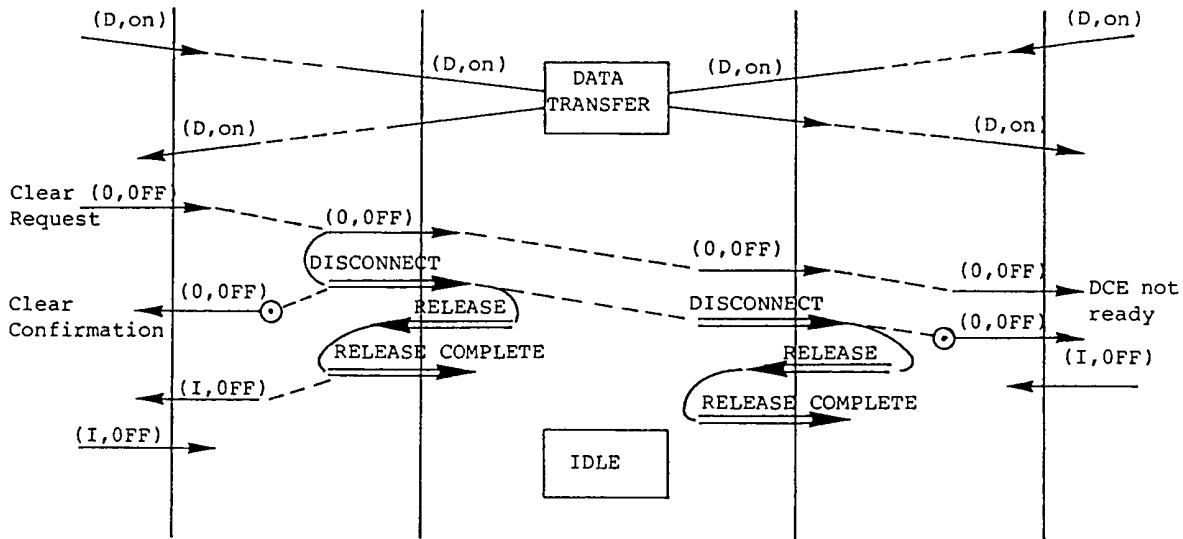 (D,on)
(D,on)
(D,on)
DATA
TRANSFER
(D,on)
(D,on)
(D,on)
Clear (0,0FF)
Request
(0,0FF)
(0,0FF)
(0,0FF)
DISCONNECT
(0,0FF)
RELEASE
DISCONNECT
DCE not
ready
Clear
Confirmation
(0,0FF)
RELEASE COMPLETE
RELEASE
(I,0FF)
(I,0FF)
RELEASE COMPLETE
(I,0FF)
IDLE